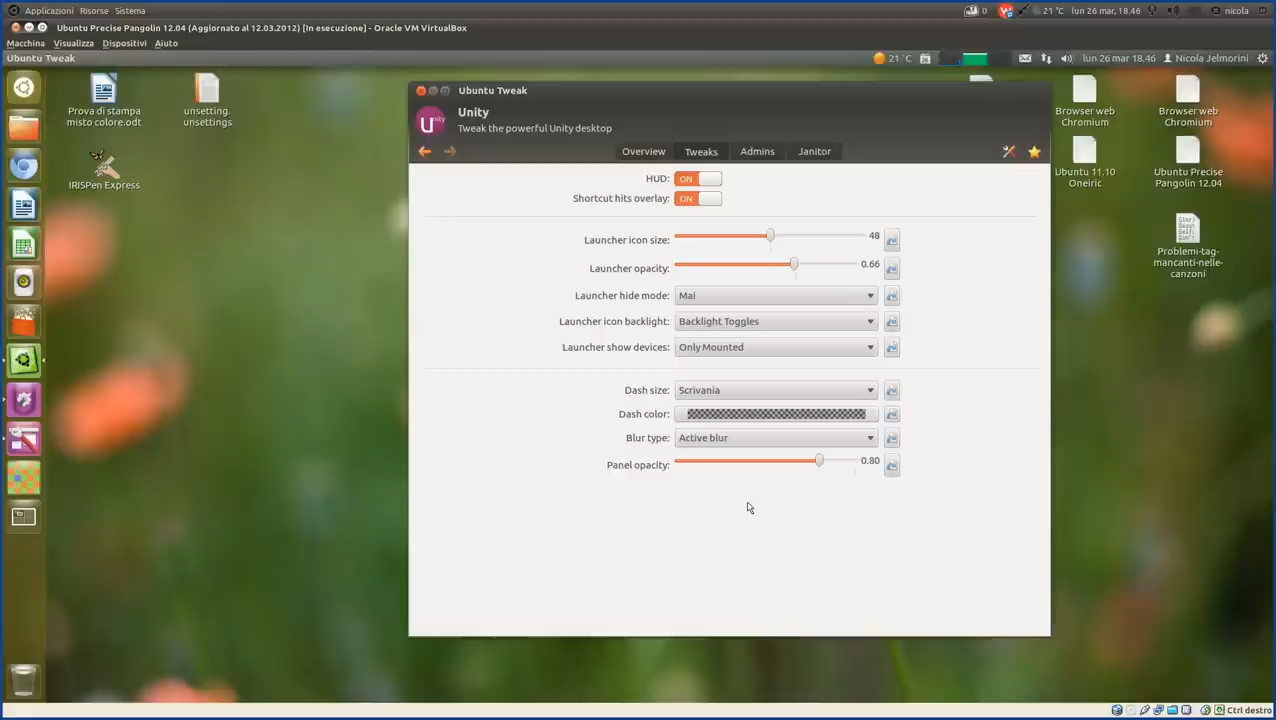 Applicazioni Risorse Sistema
0 21 °C lun 26 mar, 18.46 nicola
Ubuntu Precise Pangolin 12.04 (Aggiornato al 12.03.2012) [In esecuzione] - Oracle VM VirtualBox
Macchina Visualizza Dispositivi Aiuto
Ubuntu Tweak
21 °C lun 26 mar 18.46 Nicola Jelmorini
Prova di stampa
misto colore.odt
unsetting.
unsettings
IRISPen Express
Ubuntu Tweak
Unity
Unity
Tweak the powerful Unity desktop
Overview Tweaks Admins Janitor
HUD: ON
Shortcut hits overlay: ON
Launcher icon size: 48
Launcher opacity: 0.66
Launcher hide mode: Mai
Launcher icon backlight: Backlight Toggles
Launcher show devices: Only Mounted
Dash size: Scrivania
Dash color:
Blur type: Active blur
Panel opacity: 0.80
Browser web
Chromium
Browser web
Chromium
Ubuntu 11.10
Oneiric
Ubuntu Precise
Pangolin 12.04
Problemi-tag-
mancanti-nelle-
canzoni
Ctrl destro